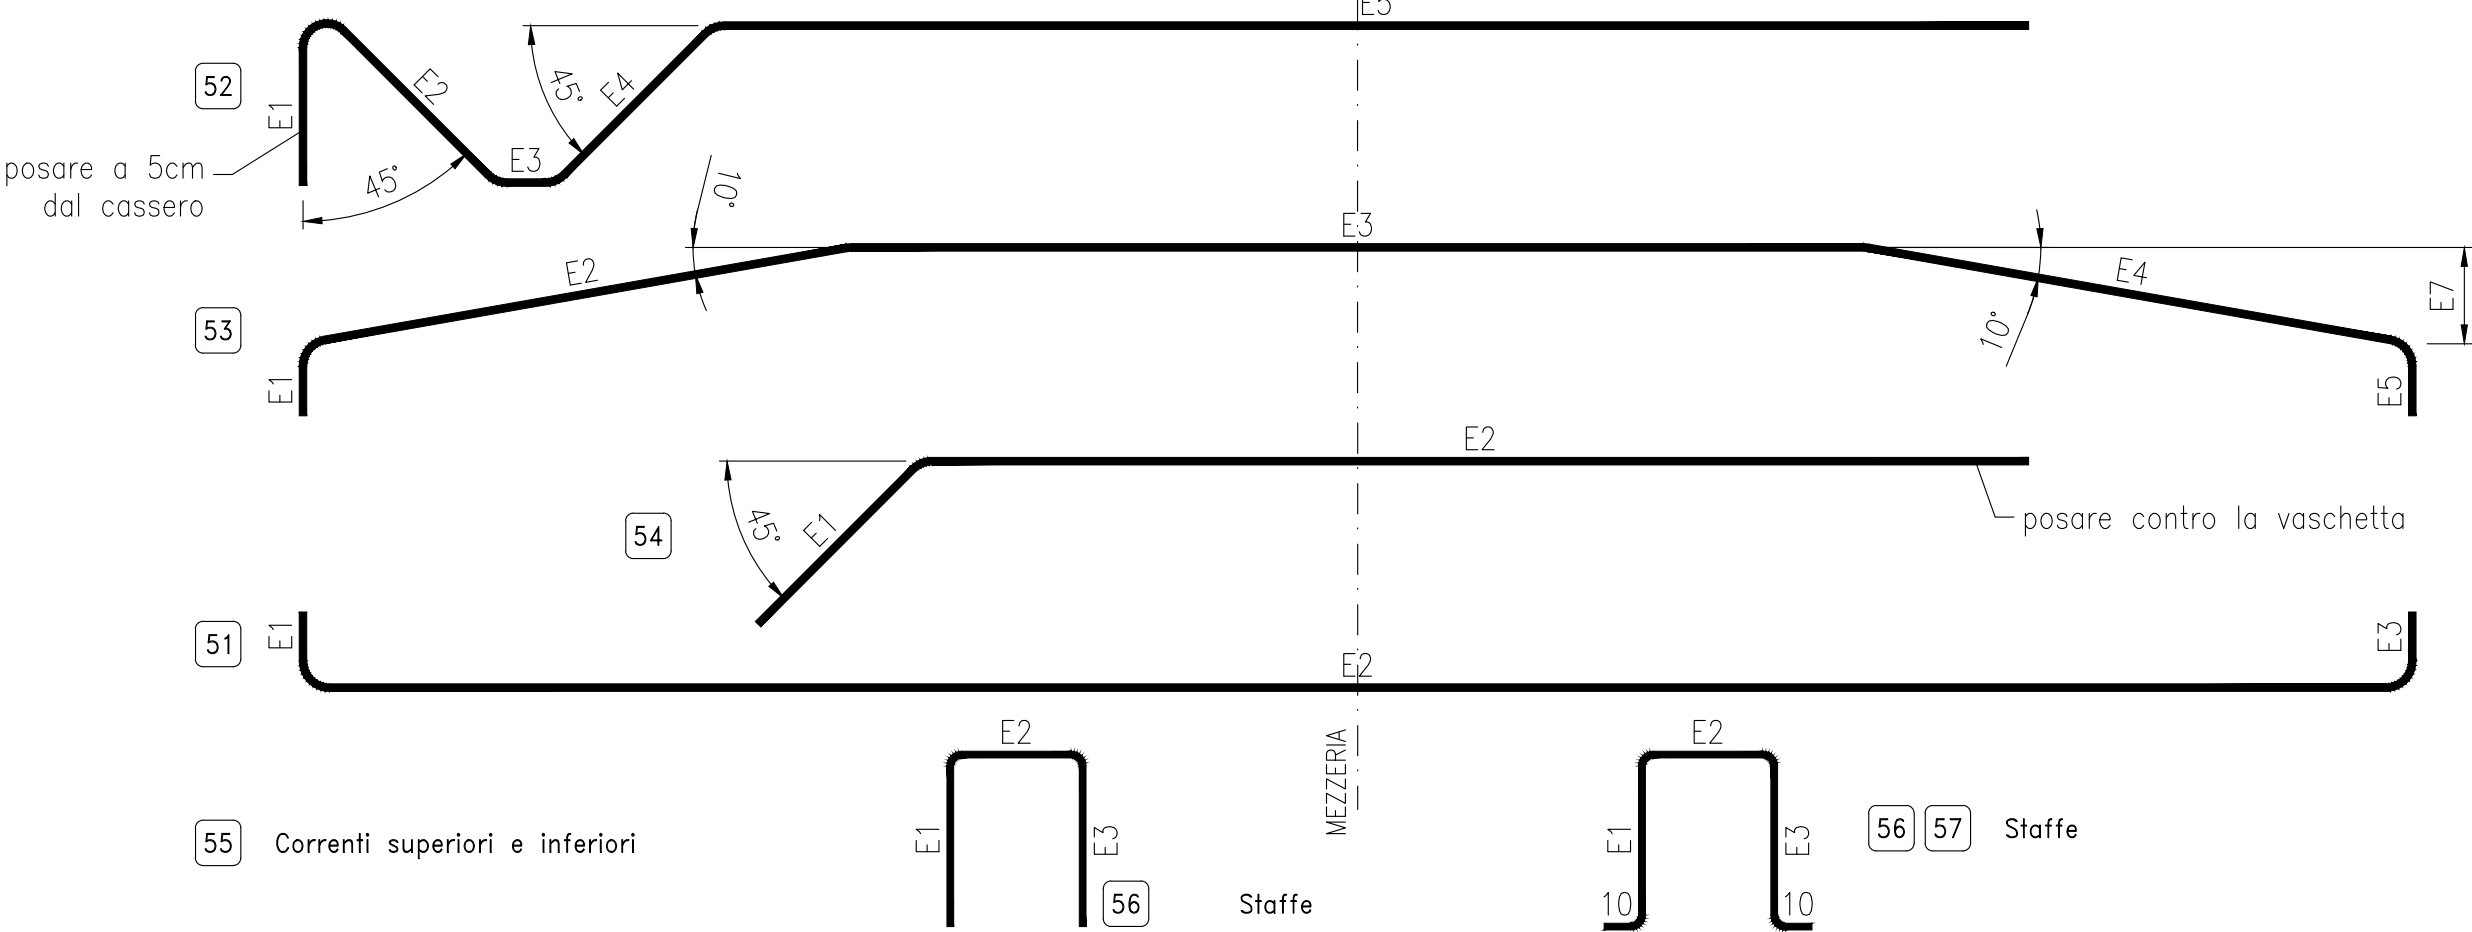 E5
52
E1
E2
45°
E4
E3
posare a 5cm
dal cassero
45°
10°
E3
E2
E4
53
E7
10°
E1
E5
E2
54
45°
E1
posare contro la vaschetta
51
E1
E3
E2
E2
E2
MEZZERIA
55
Correnti superiori e inferiori
E1
E3
E1
E3
56
57
Staffe
56
Staffe
10
10